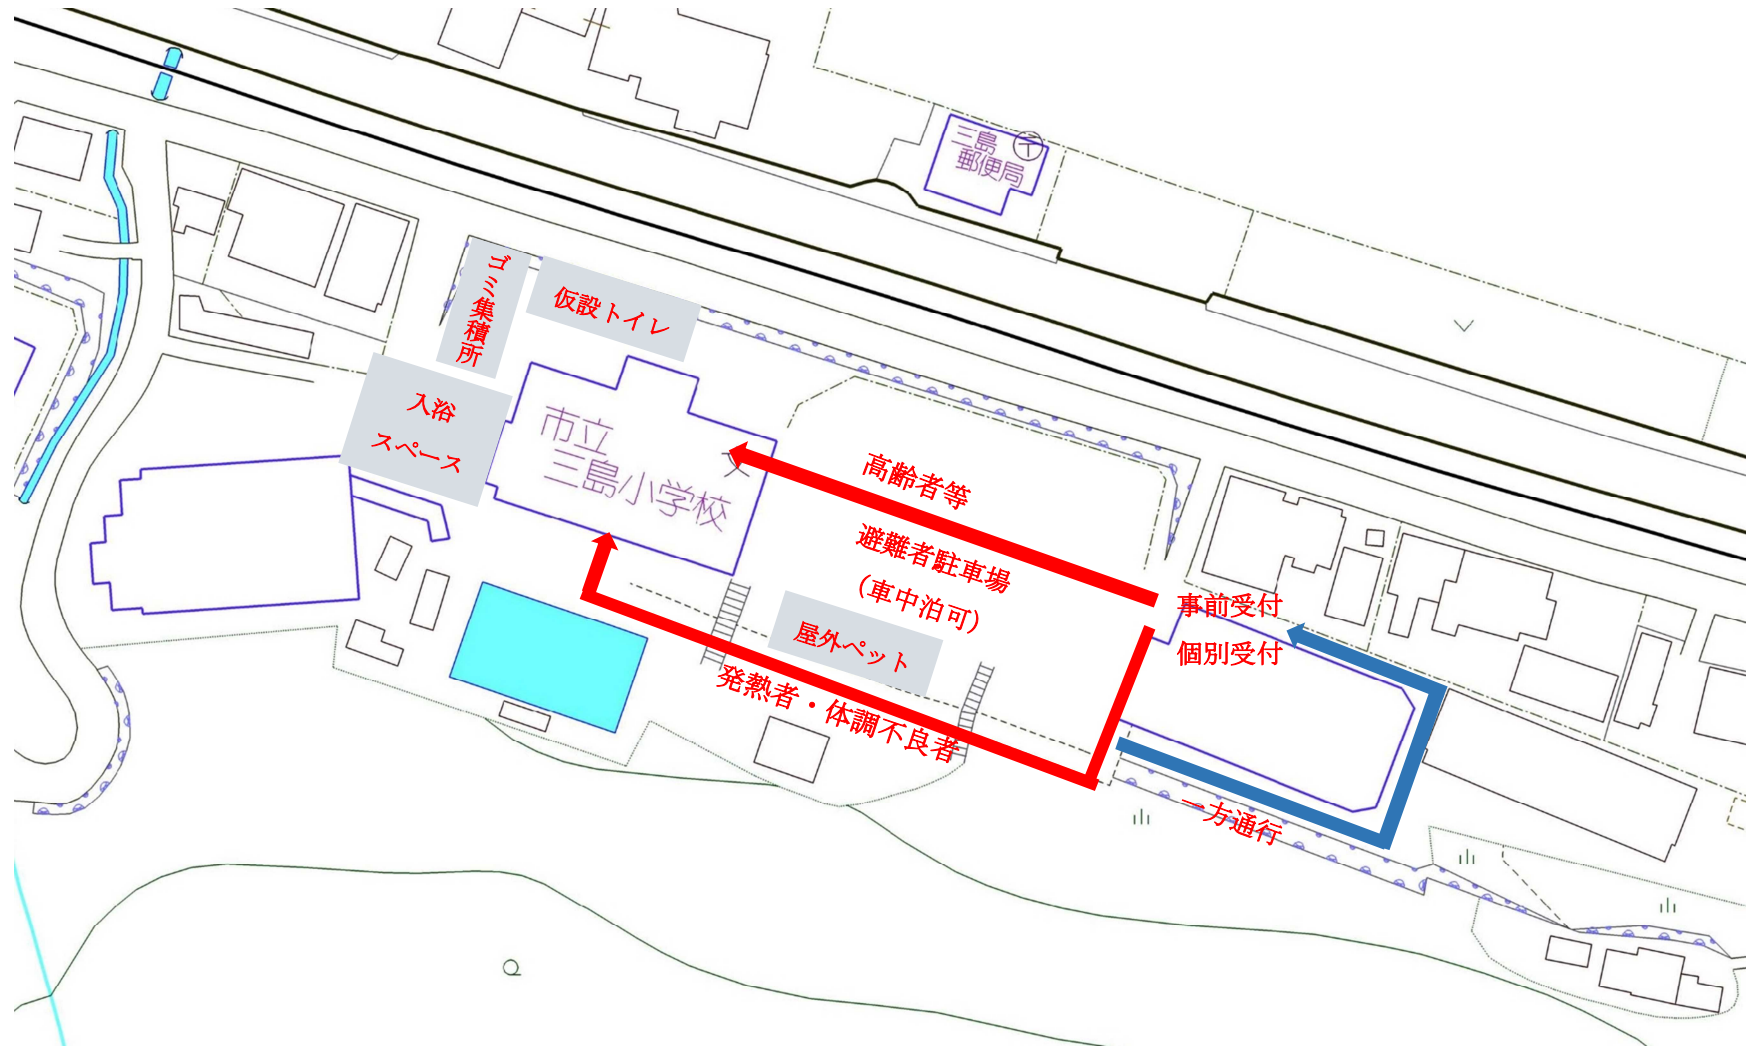 三島
郵便局
〒
ゴミ集積所
仮設トイレ
入浴
スペース
市立
三島小学校
文
高齢者等
避難者駐車場
（車中泊可）
屋外ペット
発熱者・体調不良者
事前受付
個別受付
一方通行